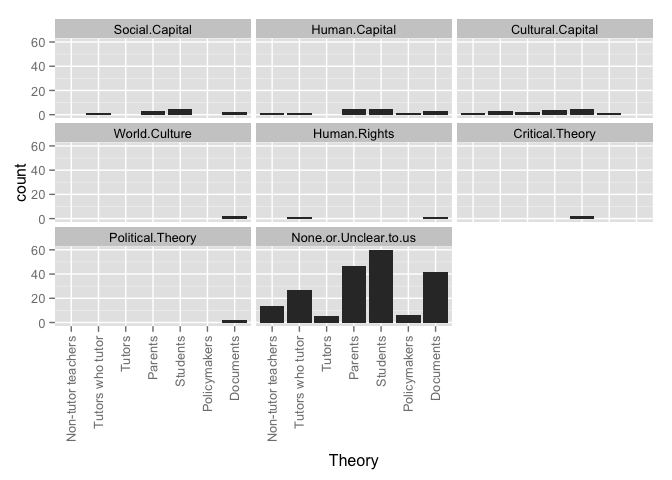 Social.Capital Human.Capital Cultural.Capital
60
40
20
0
World.Culture Human.Rights Critical.Theory
60
40
20
0
count
Political.Theory None.or.Unclear.to.us
60
40
20
0
Non-tutor teachers
Tutors who tutor
Tutors
Parents
Students
Policymakers
Documents
Non-tutor teachers
Tutors who tutor
Tutors
Parents
Students
Policymakers
Documents
Theory